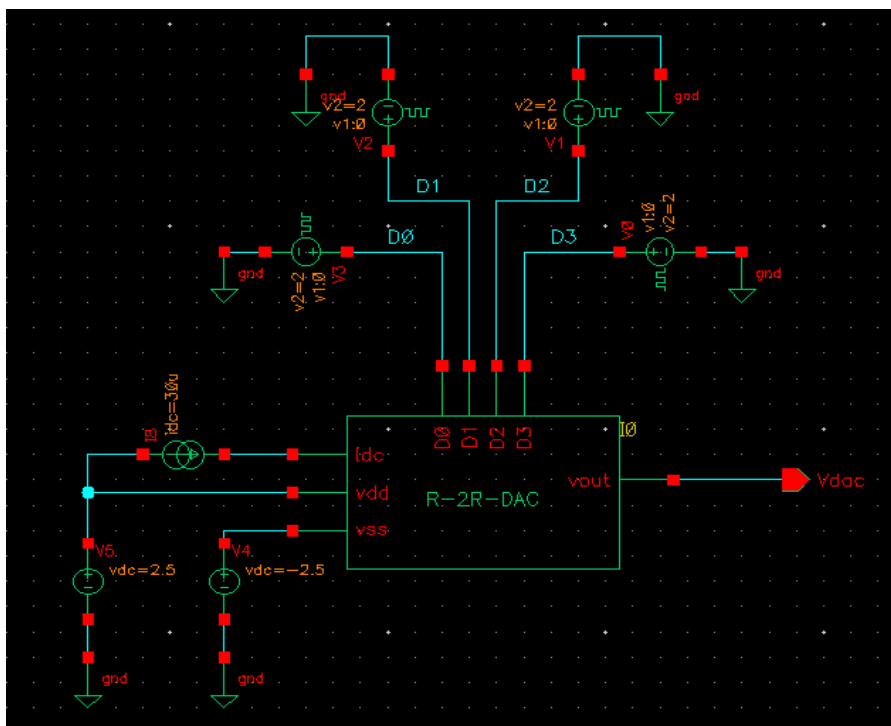 gnd
v2=2
v1:0
V2
v2=2
v1:0
V1
gnd
D1
D2
D0
D3
gnd
v2=2
v1:0
V3
V0
v1:0
v2=2
gnd
I3
idc=30u
D0
D1
D2
D3
I0
Idc
vdd
vss
R-2R-DAC
vout
Vdac
V5
vdc=2.5
V4
vdc=-2.5
gnd
gnd